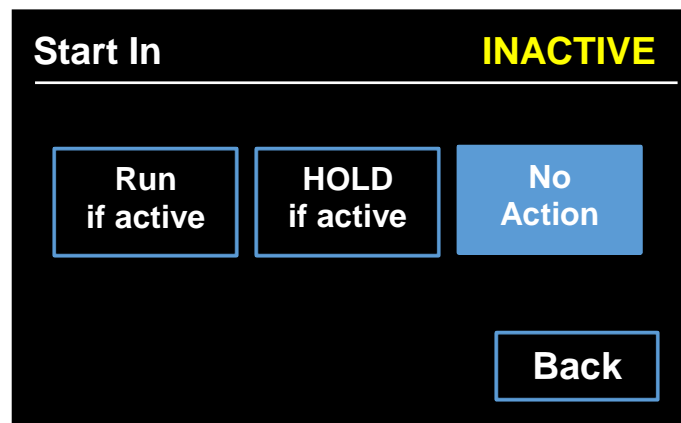 Start In INACTIVE
Run
if active
HOLD
if active
No
Action
Back